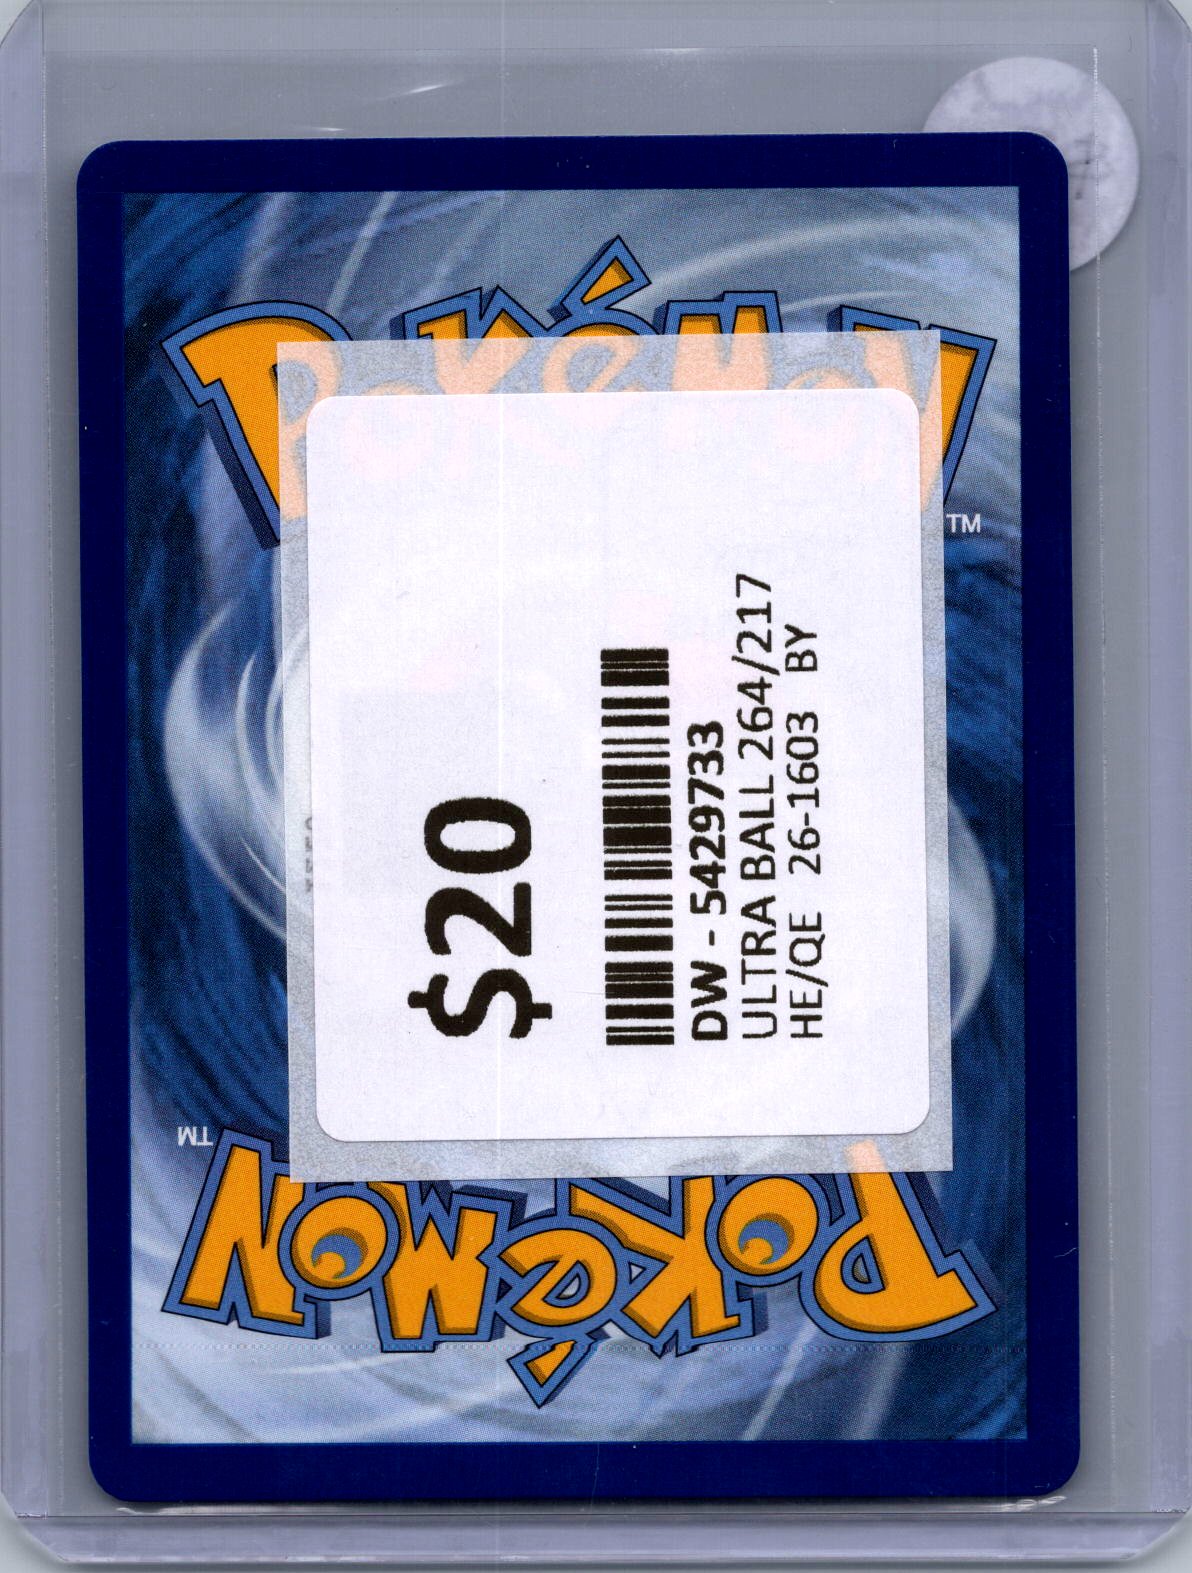 Pokémon
TM
$20
DW - 5429733
ULTRA BALL 264/217
HE/QE 26-1603 BY
TM
Pokémon